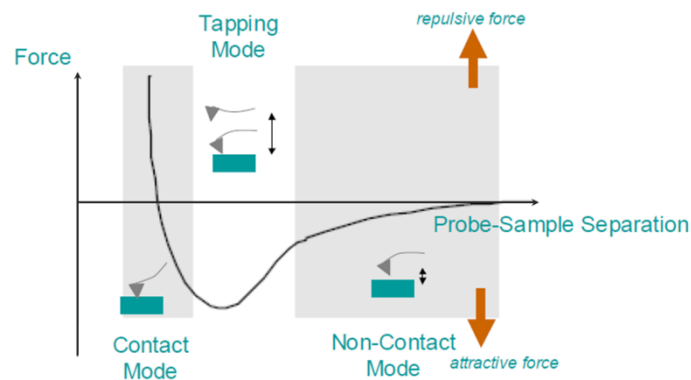 Tapping
Mode
repulsive force
Force
Probe-Sample Separation
Contact
Mode
Non-Contact
Mode
attractive force